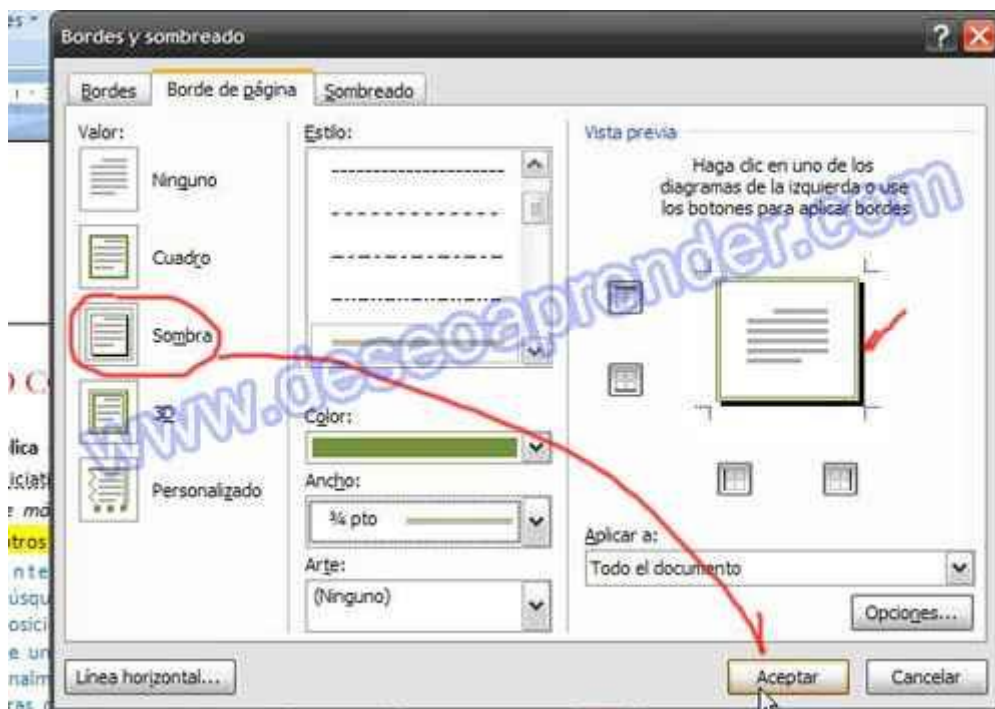 Bordes y sombreado
?
Bordes
Borde de página
Sombreado
Valor:
Ninguno
Cuadro
Sombra
3D
Personalizado
Estilo:
Color:
Ancho:
¾ pto
Arte:
(Ninguno)
Vista previa
Haga clic en uno de los
diagramas de la izquierda o use
los botones para aplicar bordes
www.deseoaprender.com
Aplicar a:
Todo el documento
Opciones...
Línea horizontal...
Aceptar
Cancelar
lica
otros